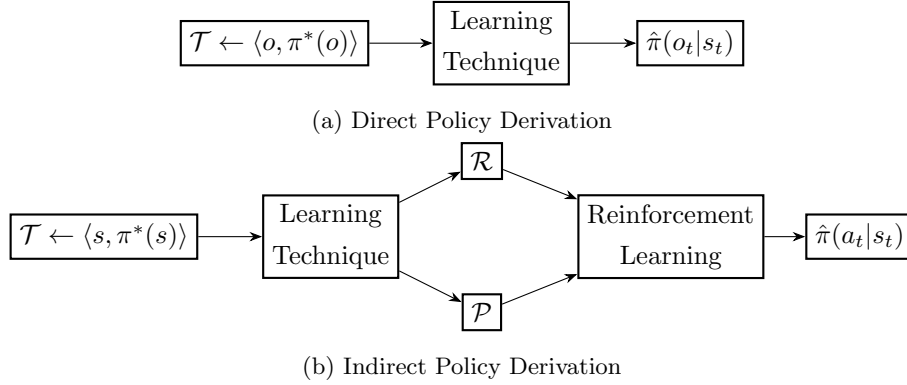 𝒯 ← ⟨o, π*(o)⟩
Learning
Technique
π̂(o_t|s_t)
(a) Direct Policy Derivation
𝒯 ← ⟨s, π*(s)⟩
Learning
Technique
ℛ
𝒫
Reinforcement
Learning
π̂(a_t|s_t)
(b) Indirect Policy Derivation